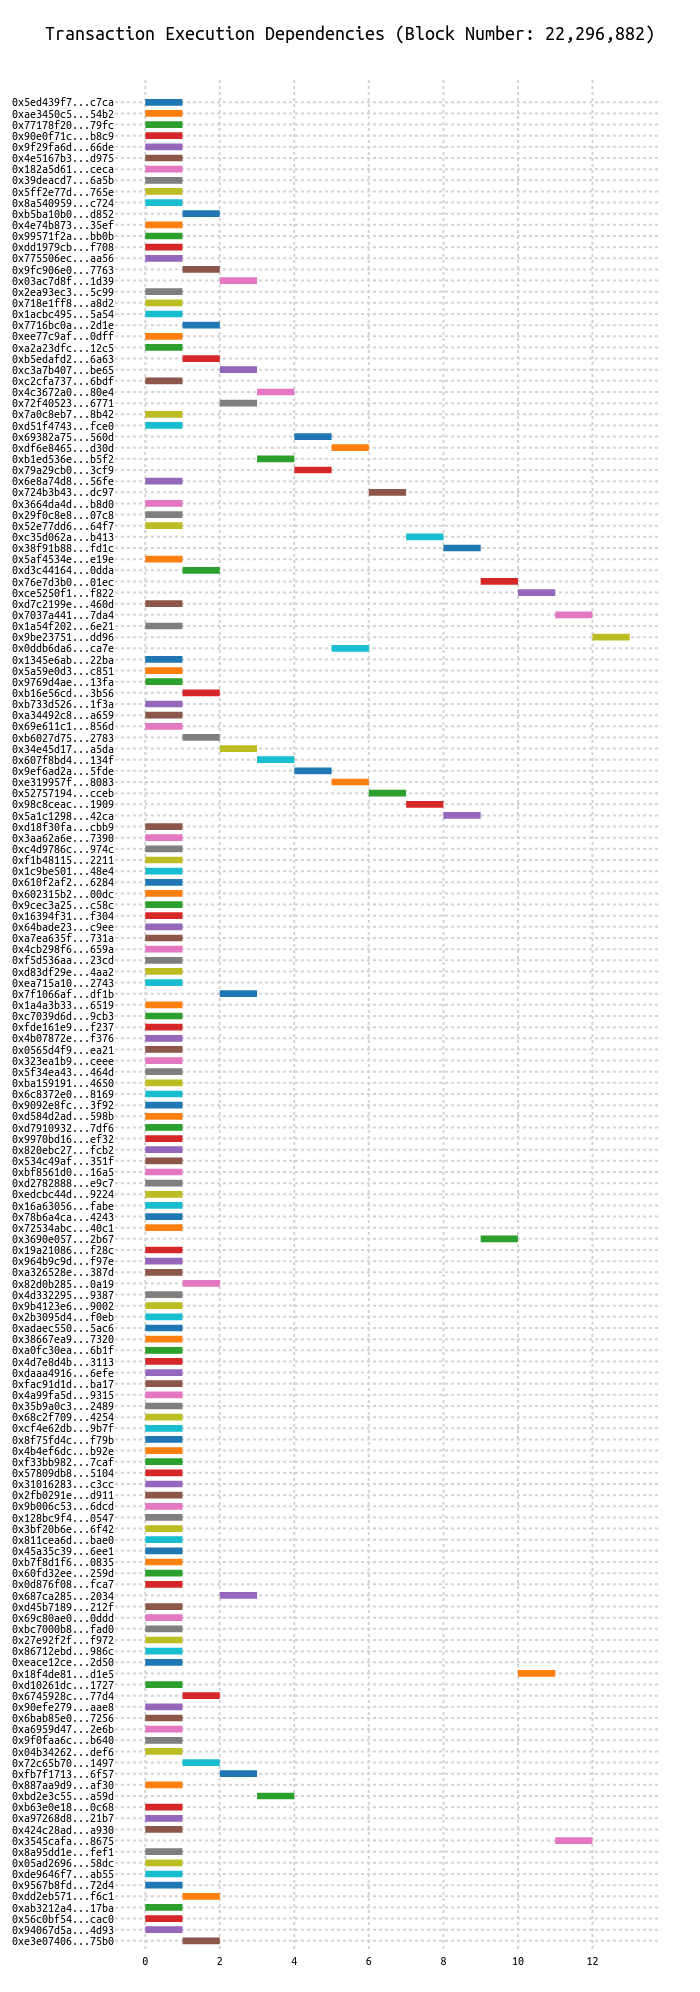 Transaction Execution Dependencies (Block Number: 22,296,882)
0x5ed439f7...c7ca
0xae3450c5...54b2
0x77178f20...79fc
0x90e0f71c...b8c9
0x9f29fa6d...66de
0x4e5167b3...d975
0x182a5d61...ceca
0x39deacd7...6a5b
0x5ff2e77d...765e
0x8a540959...c724
0xb5ba10b0...d852
0x4e74b873...35ef
0x99571f2a...bb0b
0xdd1979cb...f708
0x775506ec...aa56
0x9fc906e0...7763
0x03ac7d8f...1d39
0x2ea93ec3...5c99
0x718e1ff8...a8d2
0x1acbc495...5a54
0x7716bc0a...2d1e
0xee77c9af...0dff
0xa2a23dfc...12c5
0xb5edafd2...6a63
0xc3a7b407...be65
0xc2cfa737...6bdf
0x4c3672a0...80e4
0x72f40523...6771
0x7a0c8eb7...8b42
0xd51f4743...fce0
0x69382a75...560d
0xdf6e8465...d30d
0xb1ed536e...b5f2
0x79a29cb0...3cf9
0x6e8a74d8...56fe
0x724b3b43...dc97
0x3664da4d...b8d0
0x29f0c8e8...07c8
0x52e77dd6...64f7
0xc35d062a...b413
0x38f91b88...fd1c
0x5af4534e...e19e
0xd3c44164...0dda
0x76e7d3b0...01ec
0xce5250f1...f822
0xd7c2199e...460d
0x7037a441...7da4
0x1a54f202...6e21
0x9be23751...dd96
0x0ddb6da6...ca7e
0x1345e6ab...22ba
0x5a59e0d3...c851
0x9769d4ae...13fa
0xb16e56cd...3b56
0xb733d526...1f3a
0xa34492c8...a659
0x69e611c1...856d
0xb6027d75...2783
0x34e45d17...a5da
0x607f8bd4...134f
0x9ef6ad2a...5fde
0xe319957f...8083
0x52757194...cceb
0x98c8ceac...1909
0x5a1c1298...42ca
0xd18f30fa...cbb9
0x3aa62a6e...7390
0xc4d9786c...974c
0xf1b48115...2211
0x1c9be501...48e4
0x610f2af2...6284
0x602315b2...00dc
0x9cec3a25...c58c
0x16394f31...f304
0x64bade23...c9ee
0xa7ea635f...731a
0x4cb298f6...659a
0xf5d536aa...23cd
0xd83df29e...4aa2
0xea715a10...2743
0x7f1066af...df1b
0x1a4a3b33...6519
0xc7039d6d...9cb3
0xfde161e9...f237
0x4b07872e...f376
0x0565d4f9...ea21
0x323ea1b9...ceee
0x5f34ea43...464d
0xba159191...4650
0x6c8372e0...8169
0x9092e8fc...3f92
0xd584d2ad...598b
0xd7910932...7df6
0x9970bd16...ef32
0x820ebc27...fcb2
0x534c49af...351f
0xbf8561d0...16a5
0xd2782888...e9c7
0xedcbc44d...9224
0x16a63056...fabe
0x78b6a4ca...4243
0x72534abc...40c1
0x3690e057...2b67
0x19a21086...f28c
0x964b9c9d...f97e
0xa326528e...387d
0x82d0b285...0a19
0x4d332295...9387
0x9b4123e6...9002
0x2b3095d4...f0eb
0xadaec550...5ac6
0x38667ea9...7320
0xa0fc30ea...6b1f
0x4d7e8d4b...3113
0xdaaa4916...6efe
0xfac91d1d...ba17
0x4a99fa5d...9315
0x35b9a0c3...2489
0x68c2f709...4254
0xcf4e62db...9b7f
0x8f75fd4c...f79b
0x4b4ef6dc...b92e
0xf33bb982...7caf
0x57809db8...5104
0x31016283...c3cc
0x2fb0291e...d911
0x9b006c53...6dcd
0x128bc9f4...0547
0x3bf20b6e...6f42
0x811cea6d...bae0
0x45a35c39...6ee1
0xb7f8d1f6...0835
0x60fd32ee...259d
0x0d876f08...fca7
0x687ca285...2034
0xd45b7189...212f
0x69c80ae0...0ddd
0xbc7000b8...fad0
0x27e92f2f...f972
0x86712ebd...986c
0xeace12ce...2d50
0x18f4de81...d1e5
0xd10261dc...1727
0x6745928c...77d4
0x90efe279...aae8
0x6bab85e0...7256
0xa6959d47...2e6b
0x9f0faa6c...b640
0x04b34262...def6
0x72c65b70...1497
0xfb7f1713...6f57
0x887aa9d9...af30
0xbd2e3c55...a59d
0xb63e0e18...0c68
0xa97268d8...21b7
0x424c28ad...a930
0x3545cafa...8675
0x8a95dd1e...fef1
0x05ad2696...58dc
0xde9646f7...ab55
0x9567b8fd...72d4
0xdd2eb571...f6c1
0xab3212a4...17ba
0x56c0bf54...cac0
0x94067d5a...4d93
0xe3e07406...75b0
0 2 4 6 8 10 12